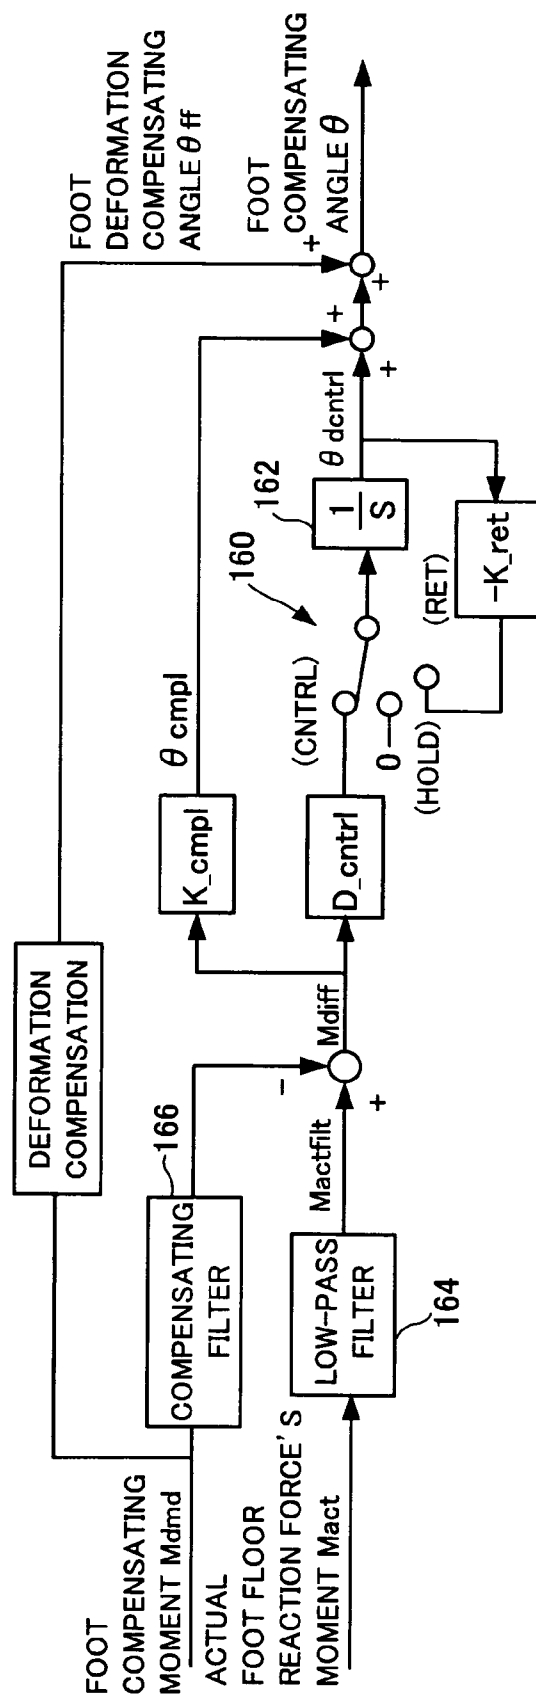 FOOT
COMPENSATING
MOMENT Mdmd
ACTUAL
FOOT FLOOR
REACTION FORCE'S
MOMENT Mact
DEFORMATION
COMPENSATION
COMPENSATING
FILTER
166
LOW-PASS
FILTER
164
Mactfilt
-
+
Mdiff
K_cmpl
θ cmpl
D_cntrl
(CNTRL)
0
(HOLD)
(RET)
160
162
1
S
-K_ret
θ dcntrl
+
+
+
+
FOOT
DEFORMATION
COMPENSATING
ANGLE θ ff
FOOT
COMPENSATING
ANGLE θ